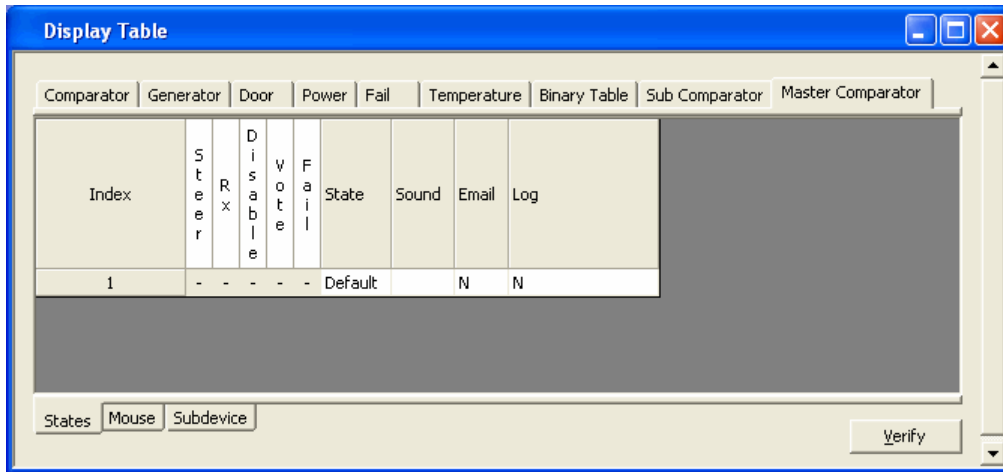 Display Table
Comparator Generator Door Power Fail Temperature Binary Table Sub Comparator Master Comparator
Index Steer Rx Disable Vote Fail State Sound Email Log
1 - - - - - Default N N
States Mouse Subdevice
Verify